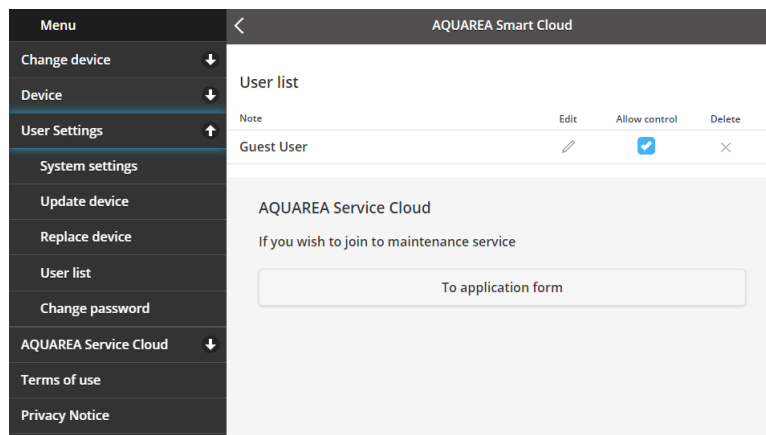 Menu
AQUAREA Smart Cloud
Change device
Device
User Settings
System settings
Update device
Replace device
User list
Change password
AQUAREA Service Cloud
Terms of use
Privacy Notice
User list
Note Edit Allow control Delete
Guest User
AQUAREA Service Cloud
If you wish to join to maintenance service
To application form